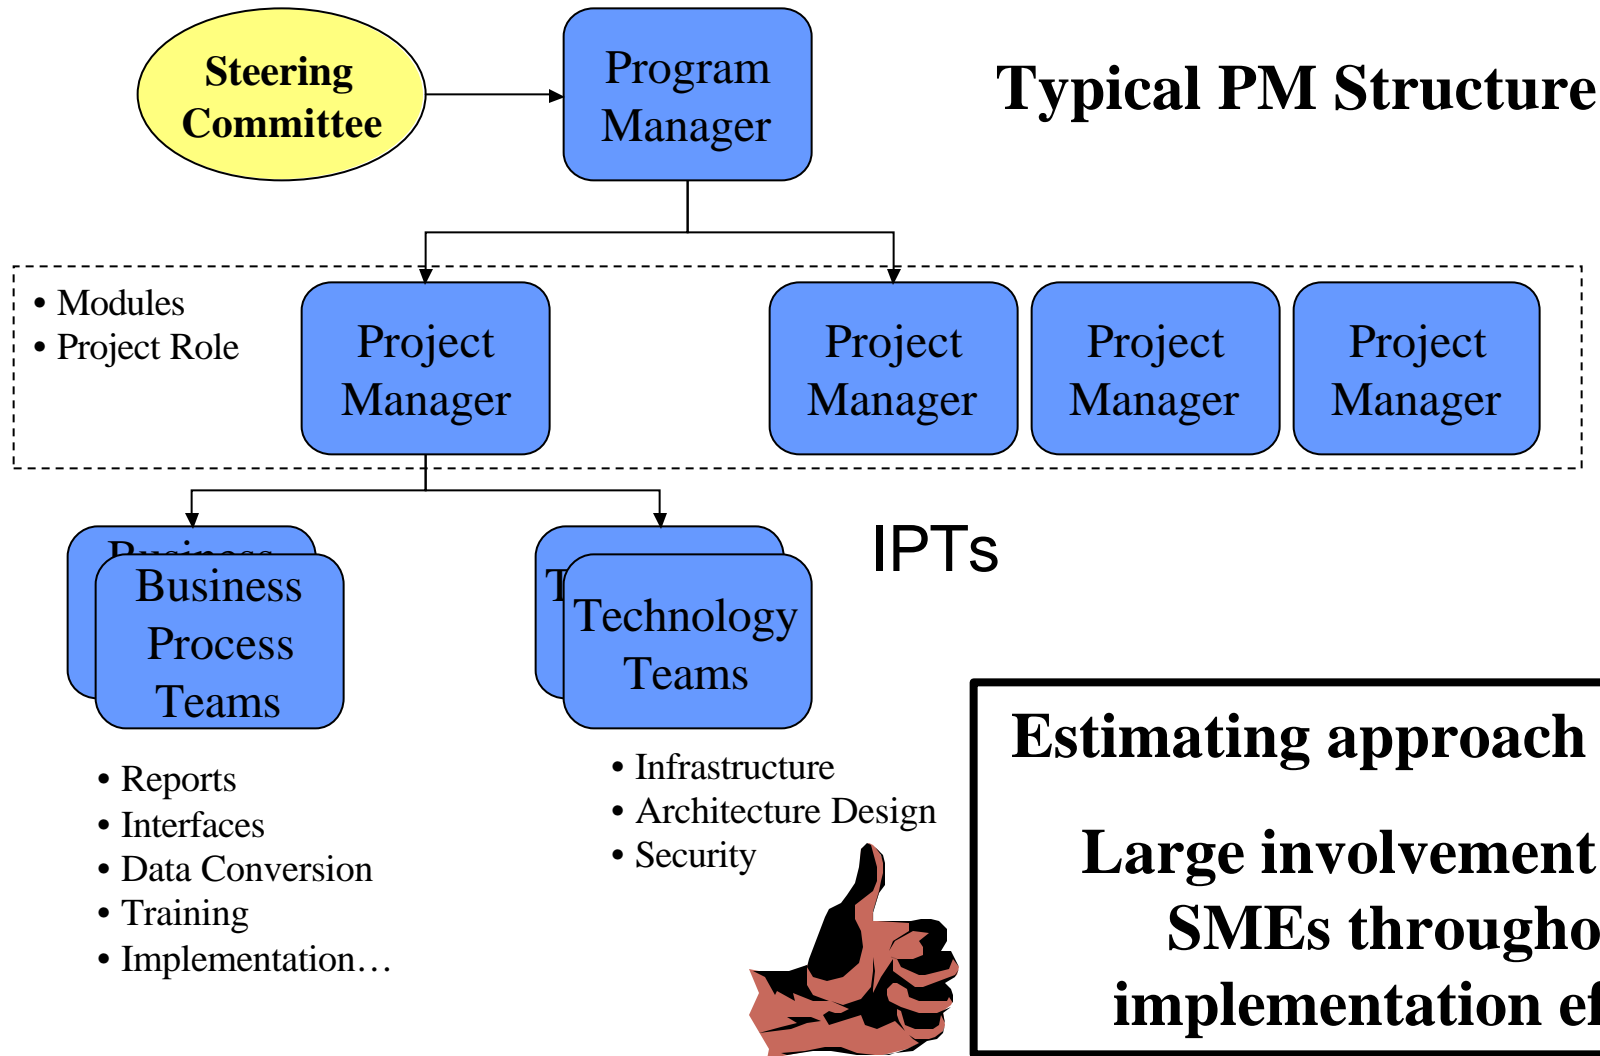 Steering
Committee
Program
Manager
Typical PM Structure
• Modules
• Project Role
Project
Manager
Project
Manager
Project
Manager
Project
Manager
IPTs
Business
Business
Process
Teams
Technology
Teams
• Reports
• Interfaces
• Data Conversion
• Training
• Implementation…
• Infrastructure
• Architecture Design
• Security
Estimating approach
Large involvement
SMEs
implementation